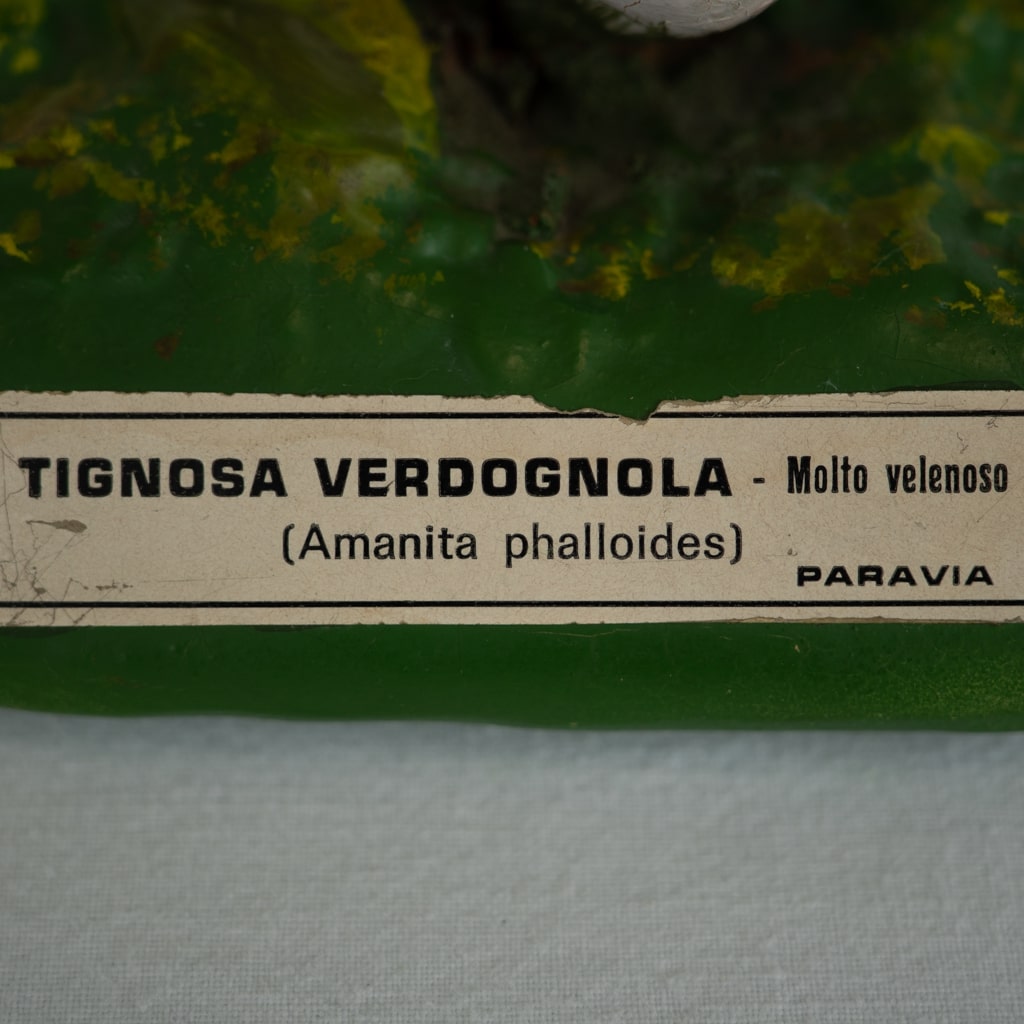 TIGNOSA VERDOGNOLA - Molto velenoso
(Amanita phalloides)
PARAVIA